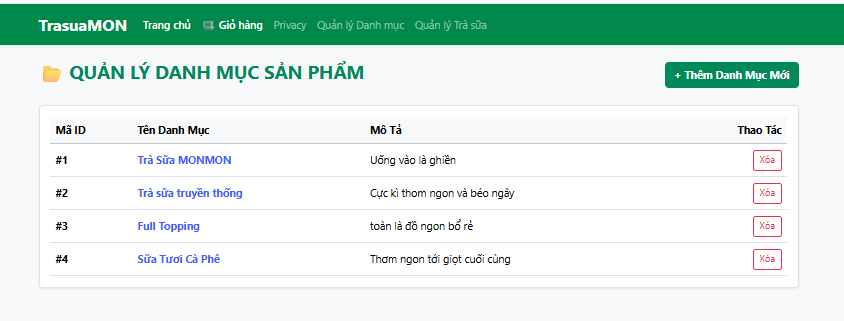 TrasuaMON Trang chủ Giỏ hàng Privacy Quản lý Danh mục Quản lý Trà sữa
QUẢN LÝ DANH MỤC SẢN PHẨM + Thêm Danh Mục Mới
Mã ID Tên Danh Mục Mô Tả Thao Tác
#1 Trà Sữa MONMON Uống vào là ghiền Xóa
#2 Trà sữa truyền thống Cực kì thom ngon và béo ngây Xóa
#3 Full Topping toàn là đồ ngon bổ rẻ Xóa
#4 Sữa Tươi Cà Phê Thơm ngon tới giọt cuối cùng Xóa